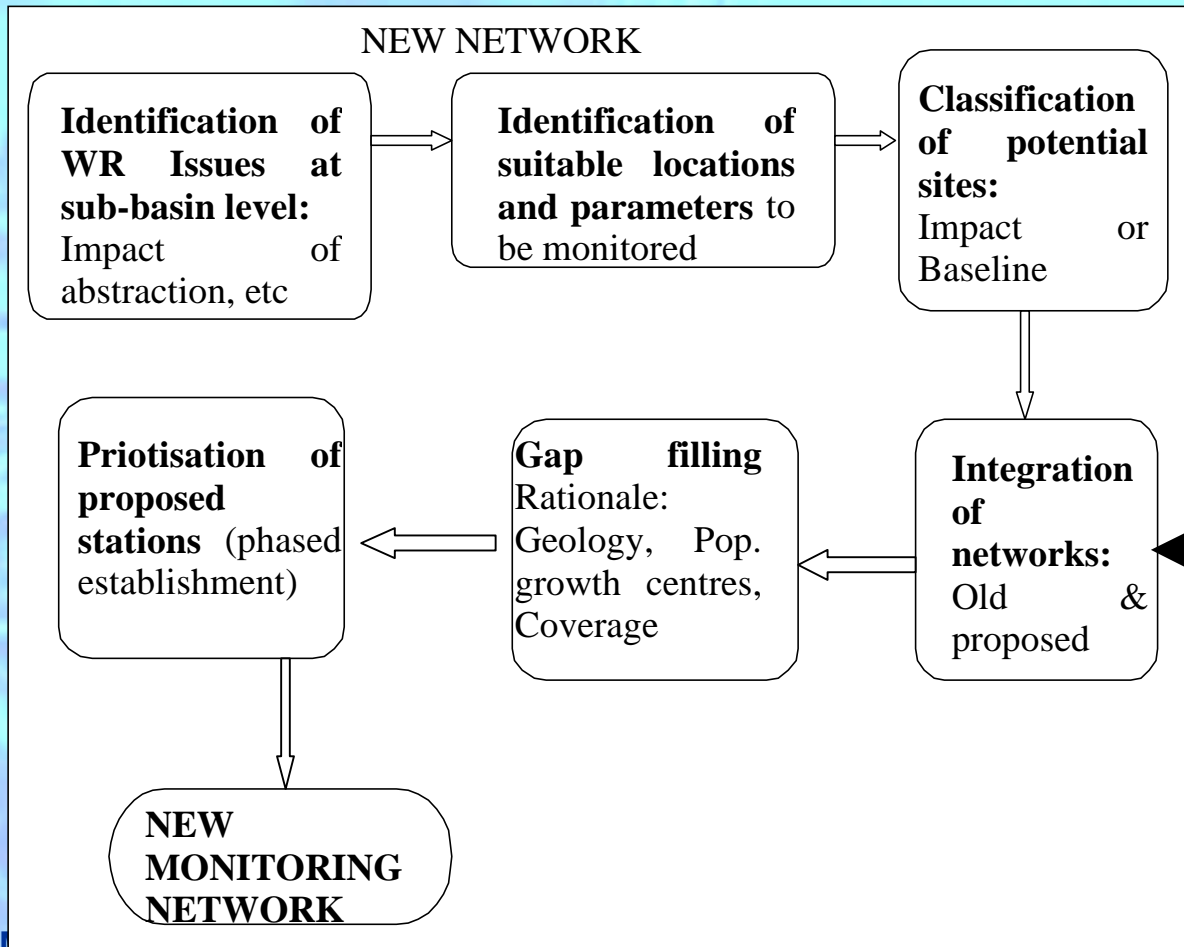 NEW NETWORK
Identification of
WR Issues at
sub-basin level:
Impact of
abstraction, etc
Identification of
suitable locations
and parameters to
be monitored
Classification
of potential
sites:
Impact or
Baseline
Integration
of
networks:
Old &
proposed
Gap filling
Rationale:
Geology, Pop.
growth centres,
Coverage
Priotisation of
proposed
stations (phased
establishment)
NEW
MONITORING
NETWORK